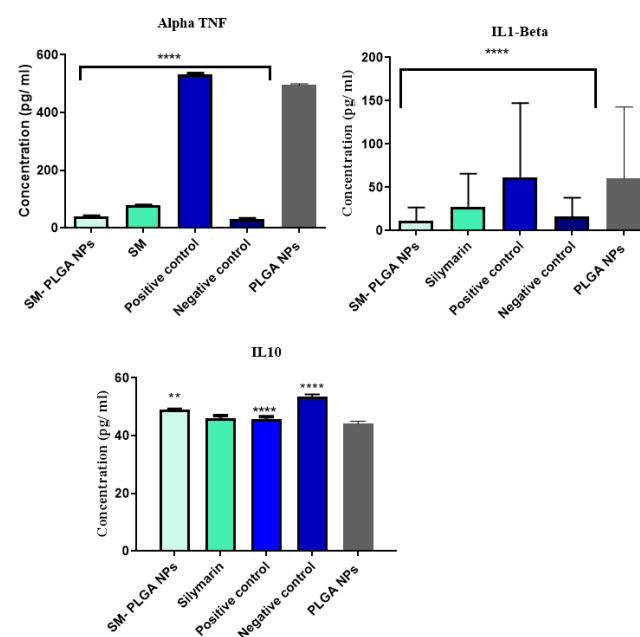 Alpha TNF
****
Concentration (pg/ ml)
600
400
200
0
SM- PLGA NPs
SM
Positive control
Negative control
PLGA NPs
IL1-Beta
****
Concentration (pg/ ml)
200
150
100
50
0
SM- PLGA NPs
Silymarin
Positive control
Negative control
PLGA NPs
IL10
**
****
****
Concentration (pg/ ml)
60
40
20
0
SM- PLGA NPs
Silymarin
Positive control
Negative control
PLGA NPs